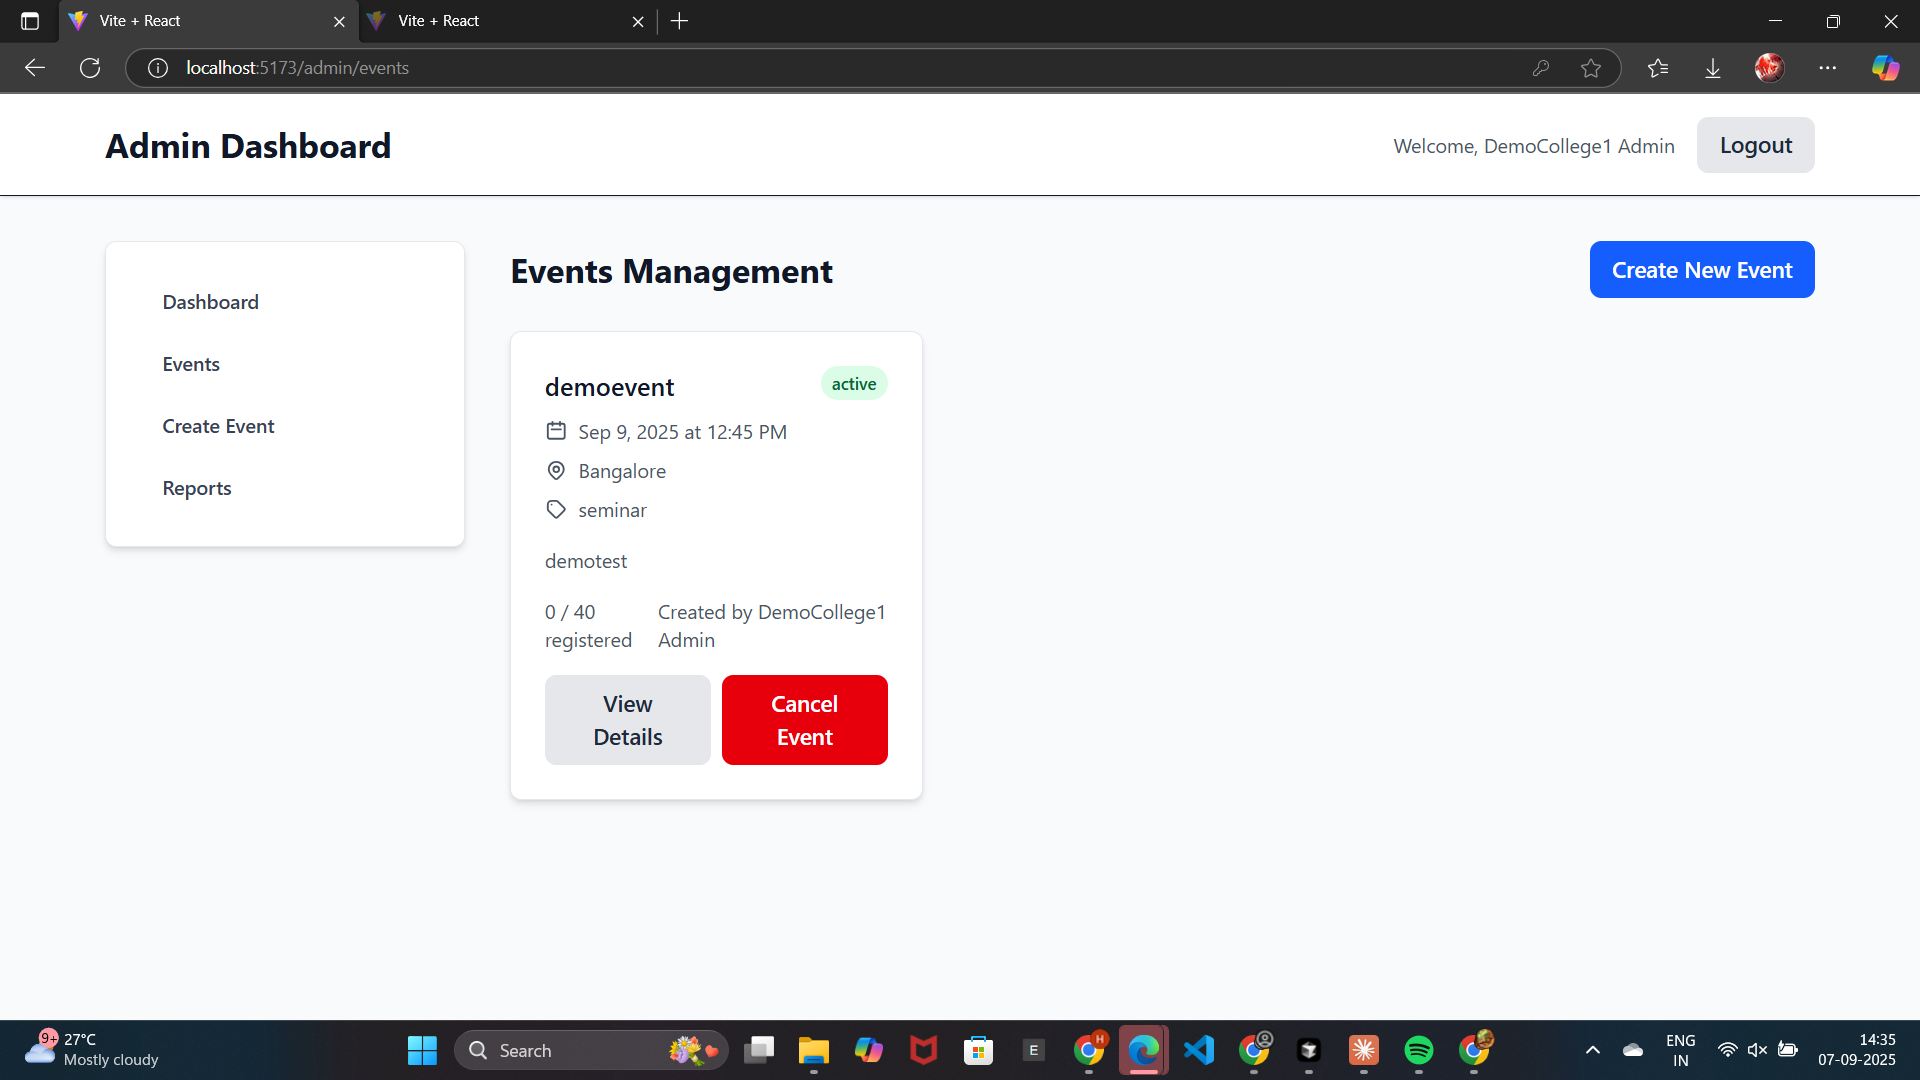 Vite + React
Vite + React
localhost:5173/admin/events
Admin Dashboard
Welcome, DemoCollege1 Admin
Logout
Dashboard
Events
Create Event
Reports
Events Management
Create New Event
demoevent
active
Sep 9, 2025 at 12:45 PM
Bangalore
seminar
demotest
0 / 40
registered
Created by DemoCollege1
Admin
View
Details
Cancel
Event
9+
27°C
Mostly cloudy
Search
E
H
ENG
IN
14:35
07-09-2025